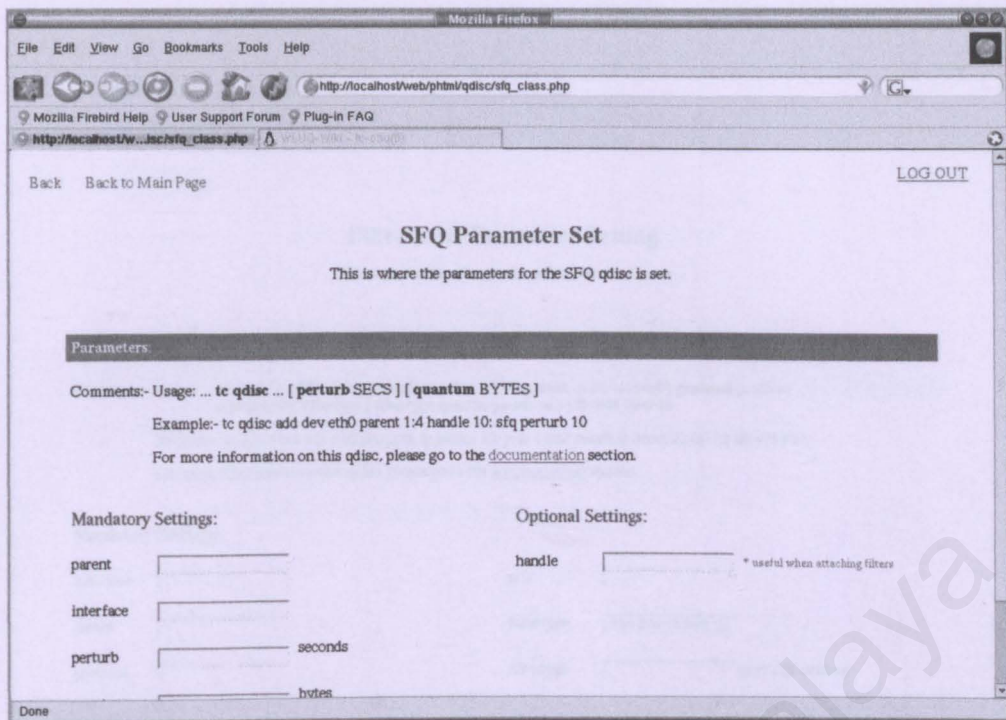 Mozilla Firefox
File Edit View Go Bookmarks Tools Help
http://localhost/web/phtml/qdisc/sfq_class.php G
Mozilla Firebird Help User Support Forum Plug-in FAQ
http://localhost/w...isc/sfq_class.php
Back Back to Main Page LOG OUT
SFQ Parameter Set
This is where the parameters for the SFQ qdisc is set.
Parameters:
Comments:- Usage: ... tc qdisc ... [ perturb SECS ] [ quantum BYTES ]
Example:- tc qdisc add dev eth0 parent 1:4 handle 10: sfq perturb 10
For more information on this qdisc, please go to the documentation section.
Mandatory Settings: Optional Settings:
parent handle * useful when attaching filters
interface
perturb seconds
bytes
Done